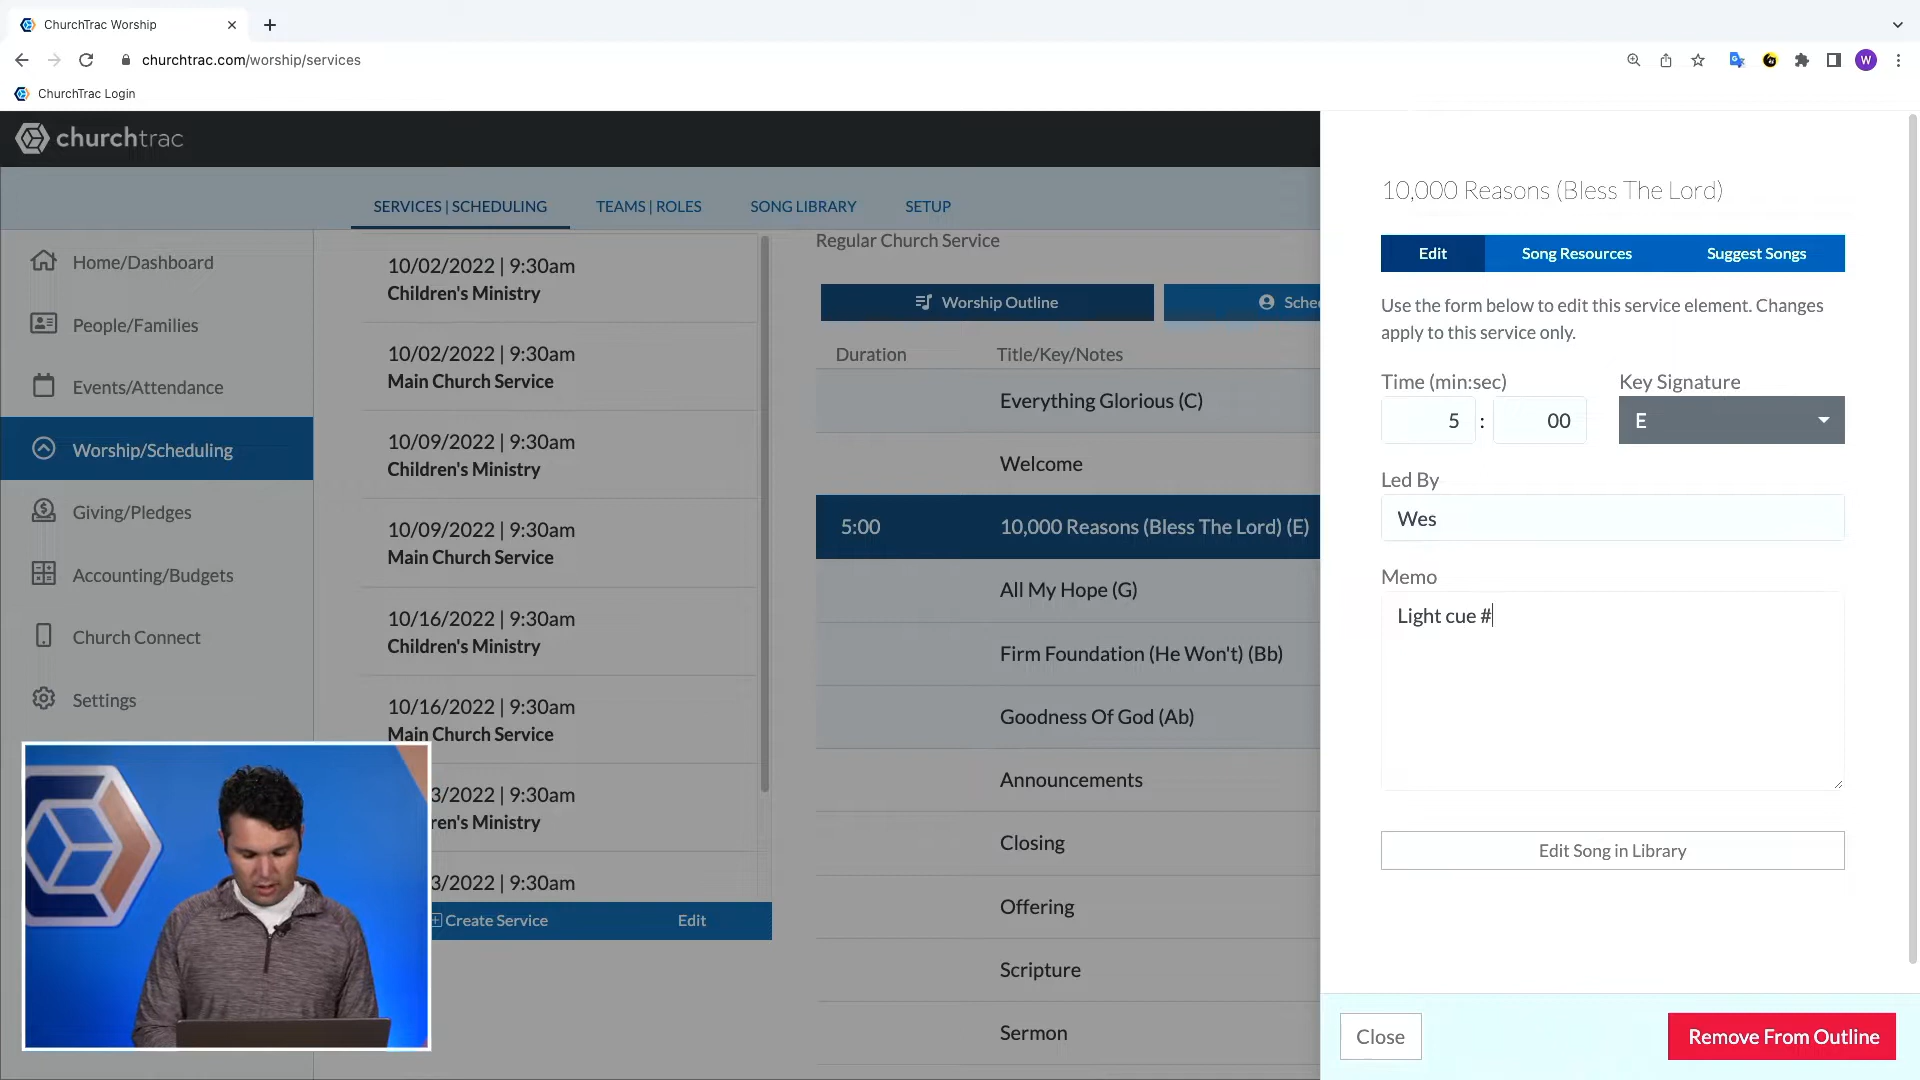 ChurchTrac Worship
churchtrac.com/worship/services
W
ChurchTrac Login
churchtrac
SERVICES | SCHEDULING
TEAMS | ROLES
SONG LIBRARY
SETUP
Home/Dashboard
People/Families
Events/Attendance
Worship/Scheduling
Giving/Pledges
Accounting/Budgets
Church Connect
Settings
10/02/2022 | 9:30am
Children's Ministry
10/02/2022 | 9:30am
Main Church Service
10/09/2022 | 9:30am
Children's Ministry
10/09/2022 | 9:30am
Main Church Service
10/16/2022 | 9:30am
Children's Ministry
10/16/2022 | 9:30am
Main Church Service
3/2022 | 9:30am
ren's Ministry
3/2022 | 9:30am
Create Service
Edit
Regular Church Service
Worship Outline
Sche
Duration
Title/Key/Notes
Everything Glorious (C)
Welcome
5:00
10,000 Reasons (Bless The Lord) (E)
All My Hope (G)
Firm Foundation (He Won't) (Bb)
Goodness Of God (Ab)
Announcements
Closing
Offering
Scripture
Sermon
10,000 Reasons (Bless The Lord)
Edit
Song Resources
Suggest Songs
Use the form below to edit this service element. Changes
apply to this service only.
Time (min:sec)
Key Signature
5 : 00
E
Led By
Wes
Memo
Light cue #
Edit Song in Library
Close
Remove From Outline